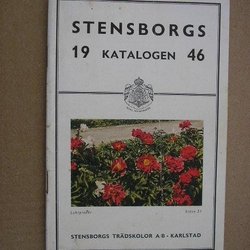 STENSBORGS
19 KATALOGEN 46
STENSBORGS TRÄDSKOLOR A.B - KARLSTAD